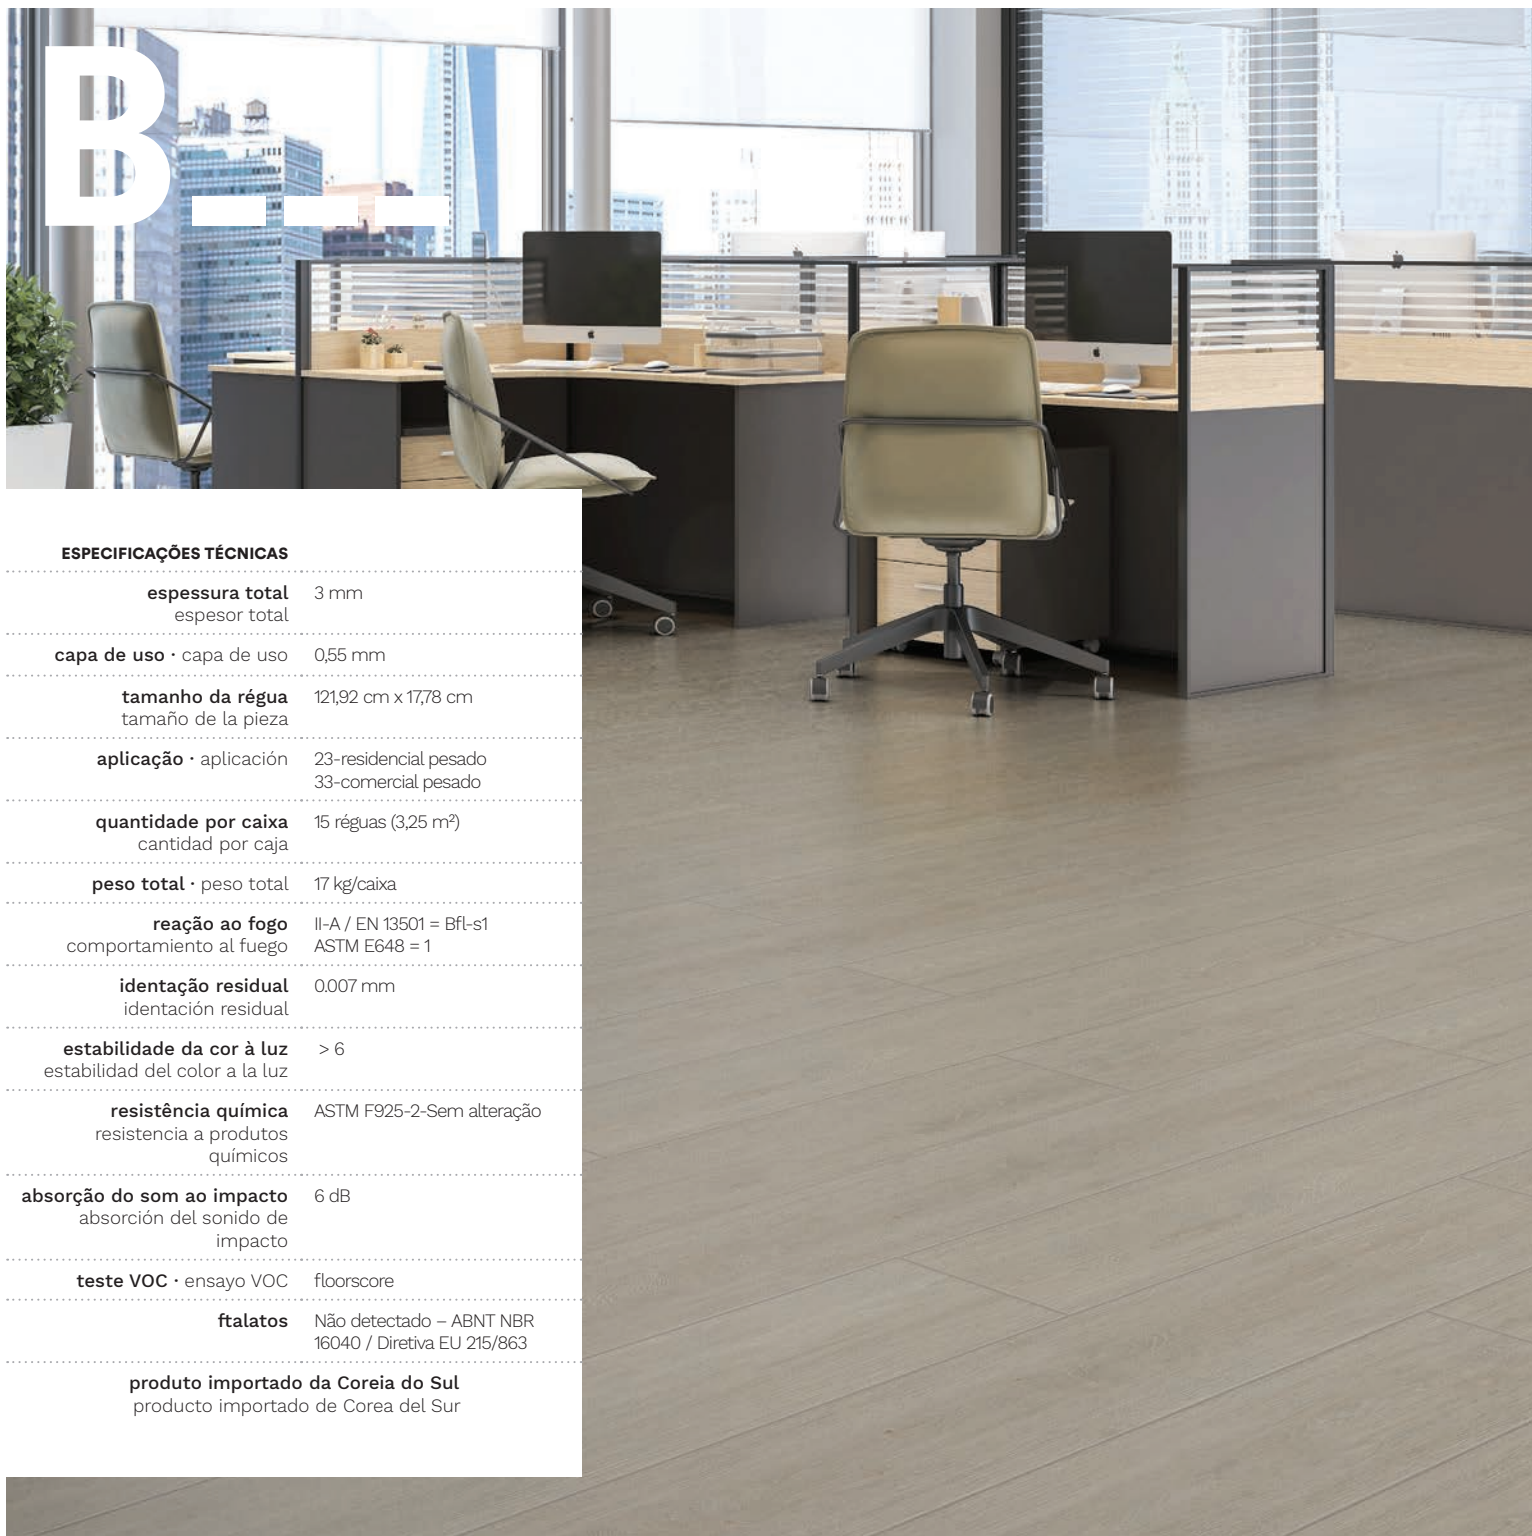 B___
ESPECIFICAÇÕES TÉCNICAS
espessura total 3 mm
espesor total
capa de uso · capa de uso 0,55 mm
tamanho da régua 121,92 cm x 17,78 cm
tamaño de la pieza
aplicação · aplicación 23-residencial pesado
33-comercial pesado
quantidade por caixa 15 réguas (3,25 m²)
cantidad por caja
peso total · peso total 17 kg/caixa
reação ao fogo II-A / EN 13501 = Bfl-s1
comportamiento al fuego ASTM E648 = 1
identação residual 0.007 mm
identación residual
estabilidade da cor à luz > 6
estabilidad del color a la luz
resistência química ASTM F925-2-Sem alteração
resistencia a produtos
químicos
absorção do som ao impacto 6 dB
absorción del sonido de
impacto
teste VOC · ensayo VOC floorscore
ftalatos Não detectado – ABNT NBR
16040 / Diretiva EU 215/863
produto importado da Coreia do Sul
producto importado de Corea del Sur